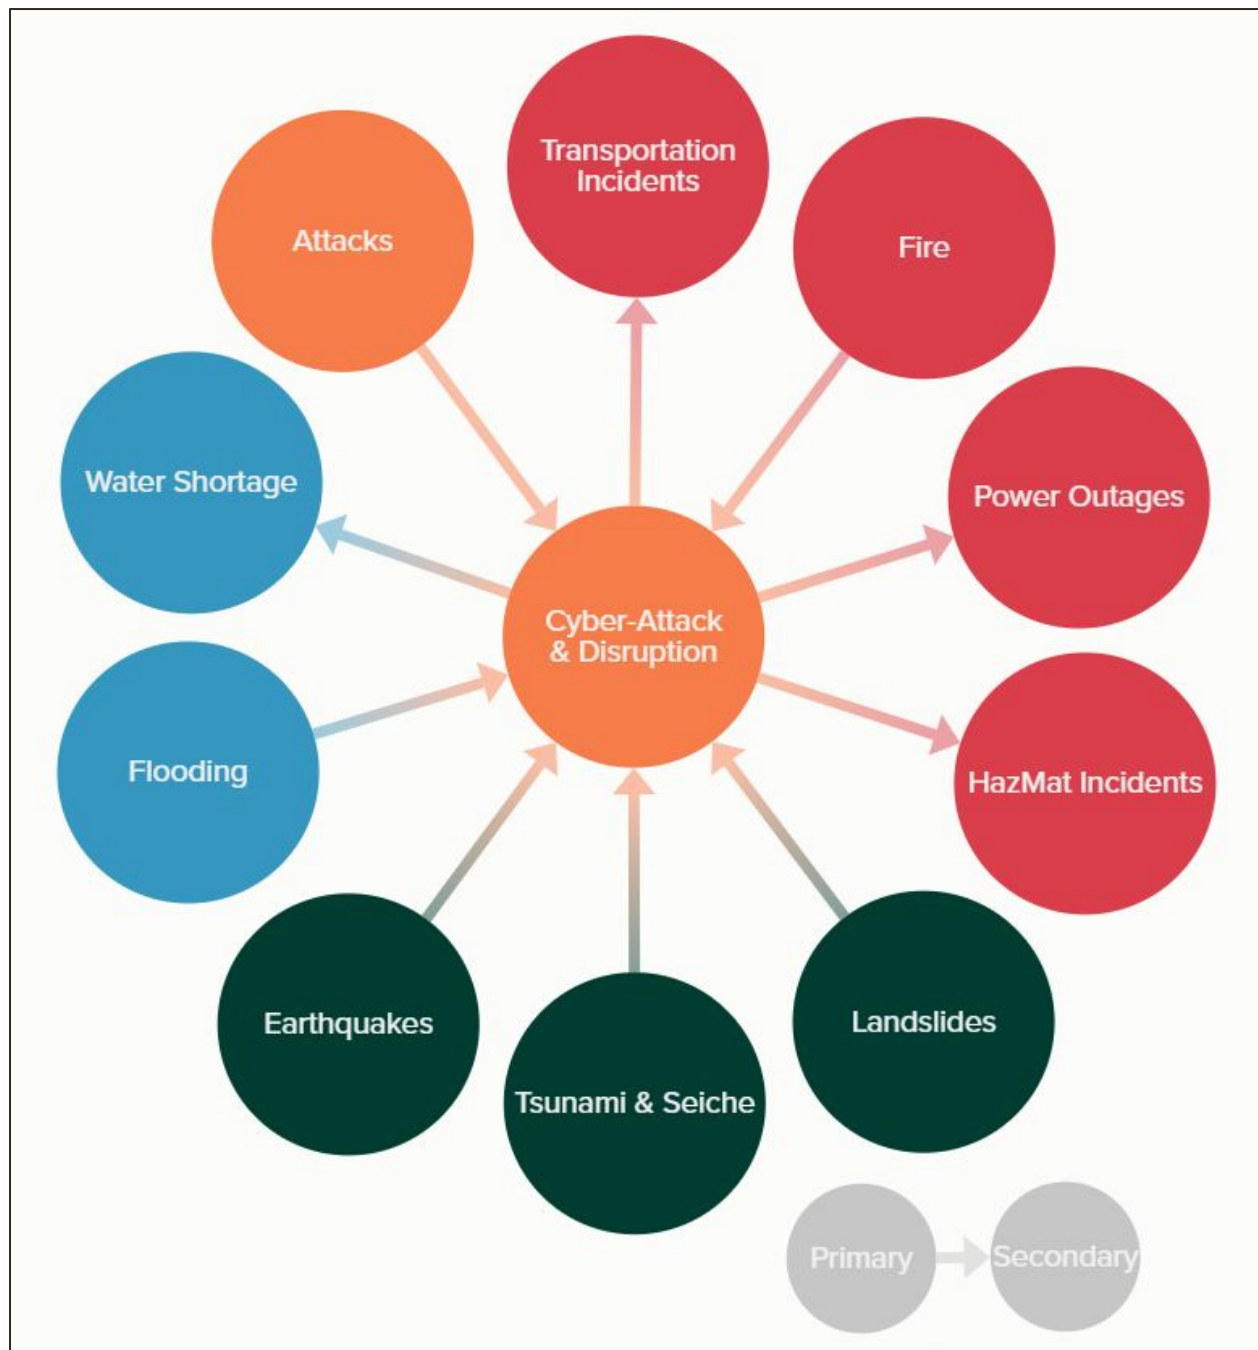 Transportation
Incidents
Attacks
Fire
Water Shortage
Power Outages
Cyber-Attack
& Disruption
Flooding
HazMat Incidents
Earthquakes
Landslides
Tsunami & Seiche
Primary
Secondary